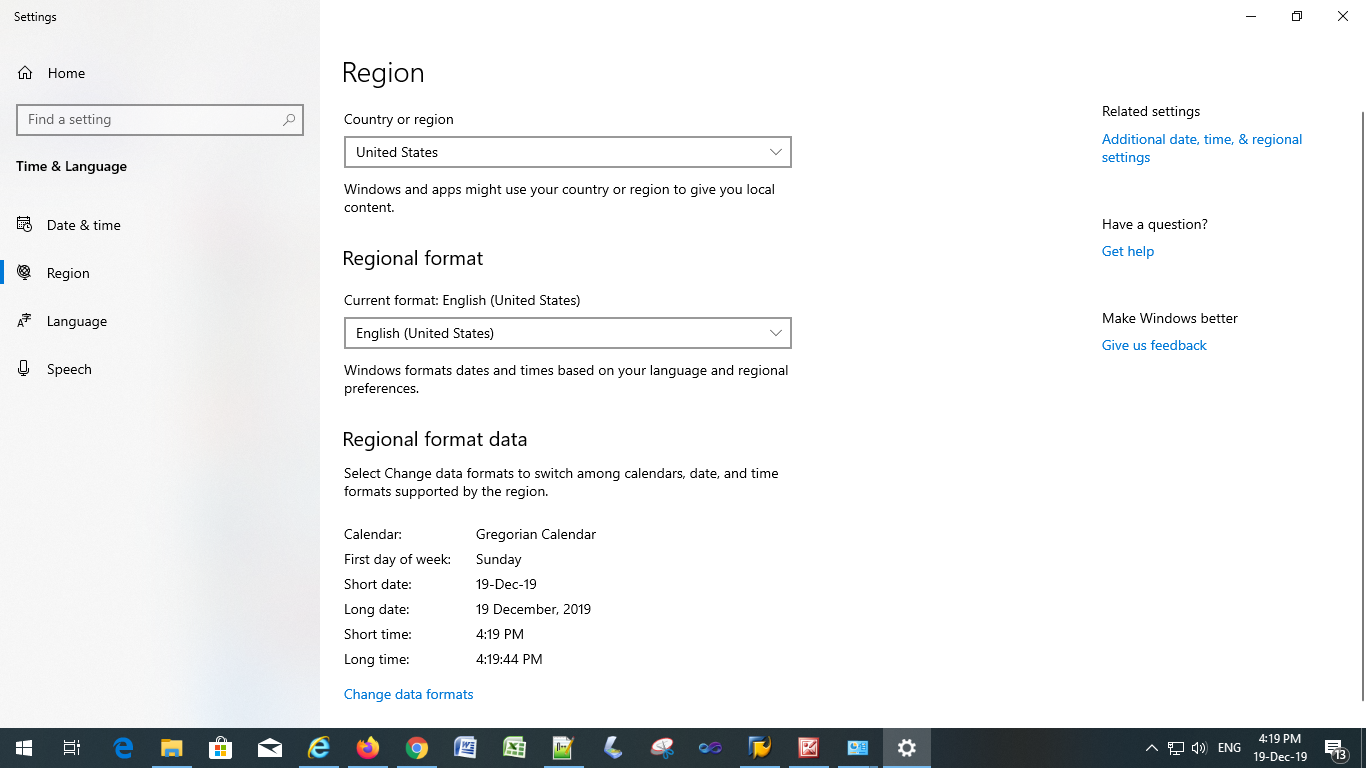 Settings
Home
Find a setting
Time & Language
Date & time
Region
Language
Speech
Region
Country or region
United States
Windows and apps might use your country or region to give you local
content.
Regional format
Current format: English (United States)
English (United States)
Windows formats dates and times based on your language and regional
preferences.
Regional format data
Select Change data formats to switch among calendars, date, and time
formats supported by the region.
Calendar: Gregorian Calendar
First day of week: Sunday
Short date: 19-Dec-19
Long date: 19 December, 2019
Short time: 4:19 PM
Long time: 4:19:44 PM
Change data formats
Related settings
Additional date, time, & regional
settings
Have a question?
Get help
Make Windows better
Give us feedback
ENG
4:19 PM
19-Dec-19
13